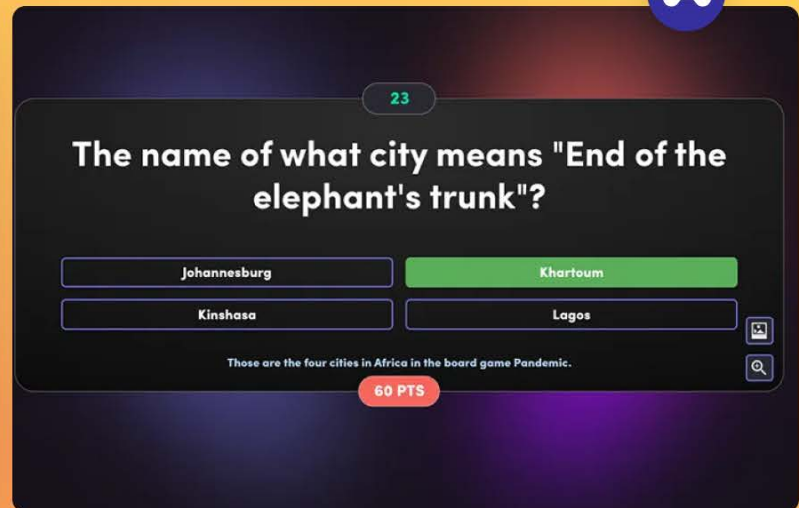 23
The name of what city means "End of the
elephant's trunk"?
Johannesburg
Khartoum
Kinshasa
Lagos
Those are the four cities in Africa in the board game Pandemic.
60 PTS